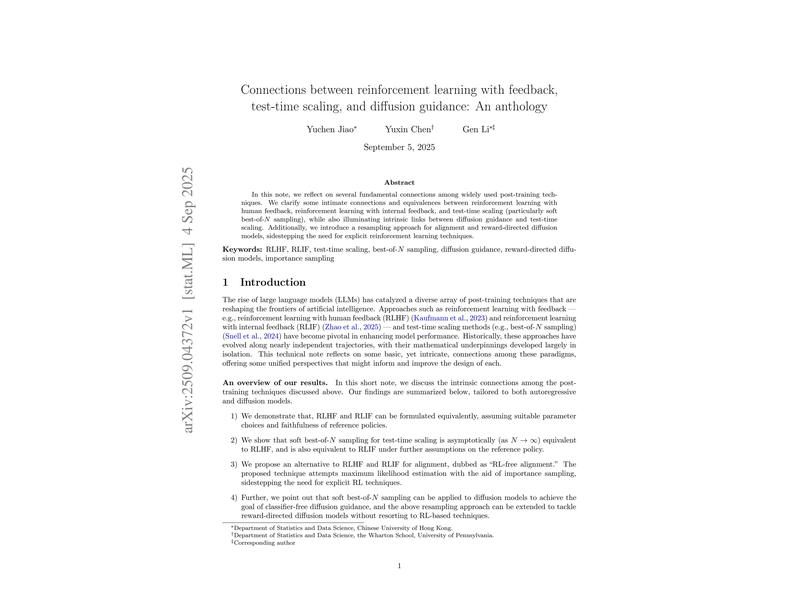 Connections between reinforcement learning with feedback,
test-time scaling, and diffusion guidance: An anthology
Yuchen Jiao* Yuxin Chen† Gen Li*‡
September 5, 2025
Abstract
In this note, we reflect on several fundamental connections among widely used post-training tech-
niques. We clarify some intimate connections and equivalences between reinforcement learning with
human feedback, reinforcement learning with internal feedback, and test-time scaling (particularly soft
best-of-N sampling), while also illuminating intrinsic links between diffusion guidance and test-time
scaling. Additionally, we introduce a resampling approach for alignment and reward-directed diffusion
models, sidestepping the need for explicit reinforcement learning techniques.
Keywords: RLHF, RLIF, test-time scaling, best-of-N sampling, diffusion guidance, reward-directed diffu-
sion models, importance sampling
1 Introduction
The rise of large language models (LLMs) has catalyzed a diverse array of post-training techniques that are
reshaping the frontiers of artificial intelligence. Approaches such as reinforcement learning with feedback —
e.g., reinforcement learning with human feedback (RLHF) (Kaufmann et al., 2023) and reinforcement learning
with internal feedback (RLIF) (Zhao et al., 2025) — and test-time scaling methods (e.g., best-of-N sampling)
(Snell et al., 2024) have become pivotal in enhancing model performance. Historically, these approaches have
evolved along nearly independent trajectories, with their mathematical underpinnings developed largely in
isolation. This technical note reflects on some basic, yet intricate, connections among these paradigms,
offering some unified perspectives that might inform and improve the design of each.
An overview of our results. In this short note, we discuss the intrinsic connections among the post-
training techniques discussed above. Our findings are summarized below, tailored to both autoregressive
and diffusion models.
1) We demonstrate that, RLHF and RLIF can be formulated equivalently, assuming suitable parameter
choices and faithfulness of reference policies.
2) We show that soft best-of-N sampling for test-time scaling is asymptotically (as N → ∞) equivalent
to RLHF, and is also equivalent to RLIF under further assumptions on the reference policy.
3) We propose an alternative to RLHF and RLIF for alignment, dubbed as “RL-free alignment.” The
proposed technique attempts maximum likelihood estimation with the aid of importance sampling,
sidestepping the need for explicit RL techniques.
4) Further, we point out that soft best-of-N sampling can be applied to diffusion models to achieve the
goal of classifier-free diffusion guidance, and the above resampling approach can be extended to tackle
reward-directed diffusion models without resorting to RL-based techniques.
*Department of Statistics and Data Science, Chinese University of Hong Kong.
†Department of Statistics and Data Science, the Wharton School, University of Pennsylvania.
‡Corresponding author
1
arXiv:2509.04372v1 [stat.ML] 4 Sep 2025